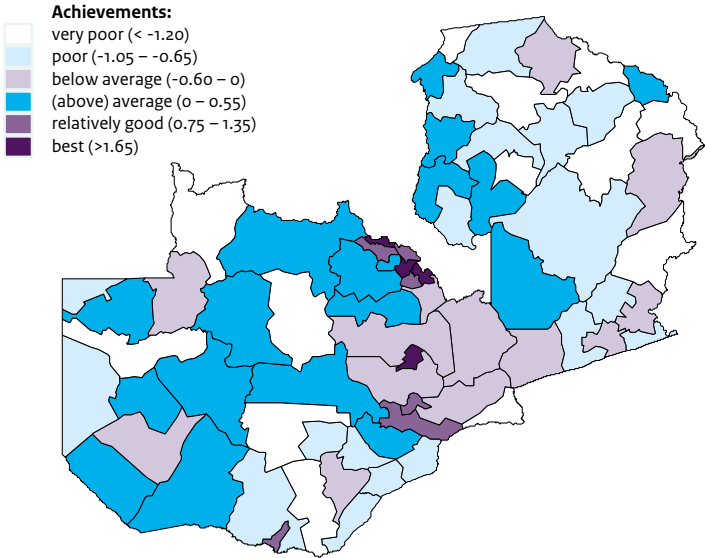 Achievements:
very poor (< -1.20)
poor (-1.05 – -0.65)
below average (-0.60 – 0)
(above) average (0 – 0.55)
relatively good (0.75 – 1.35)
best (>1.65)